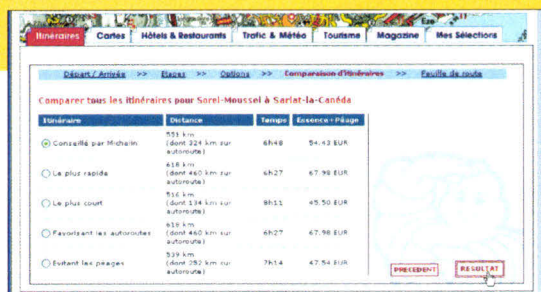 Itinéraires Cartes Hôtels & Restaurants Trafic & Météo Tourisme Magazine Mes Sélections
Départ / Arrivée >> Etapes >> Options >> Comparaison d'itinéraires >> Feuille de route
Comparer tous les itinéraires pour Sorel-Moussel à Sarlat-la-Canéda
Itinéraire Distance Temps Essence+Péage
551 km
Conseillé par Michelin (dont 324 km sur 6h48 54.43 EUR
autoroute)
618 km
Le plus rapide (dont 460 km sur 6h27 67.98 EUR
autoroute)
516 km
Le plus court (dont 134 km sur 8h11 45.50 EUR
autoroute)
618 km
Favorisant les autoroutes (dont 460 km sur 6h27 67.98 EUR
autoroute)
539 km
Evitant les péages (dont 252 km sur 7h14 47.54 EUR
autoroute)
PRECEDENT RESULTAT